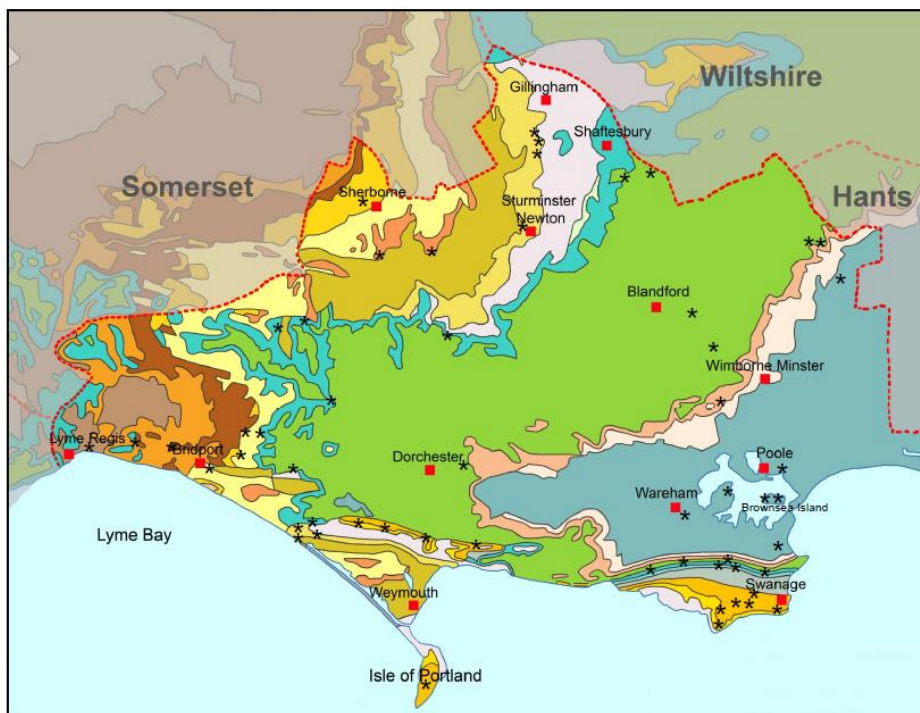 Wiltshire
Gillingham
Shaftesbury
Somerset
Hants
Sherborne
Sturminster
Newton
Blandford
Wimborne Minster
Lyme Regis
Bridport
Dorchester
Poole
Wareham
Brownsea Island
Lyme Bay
Swanage
Weymouth
Isle of Portland